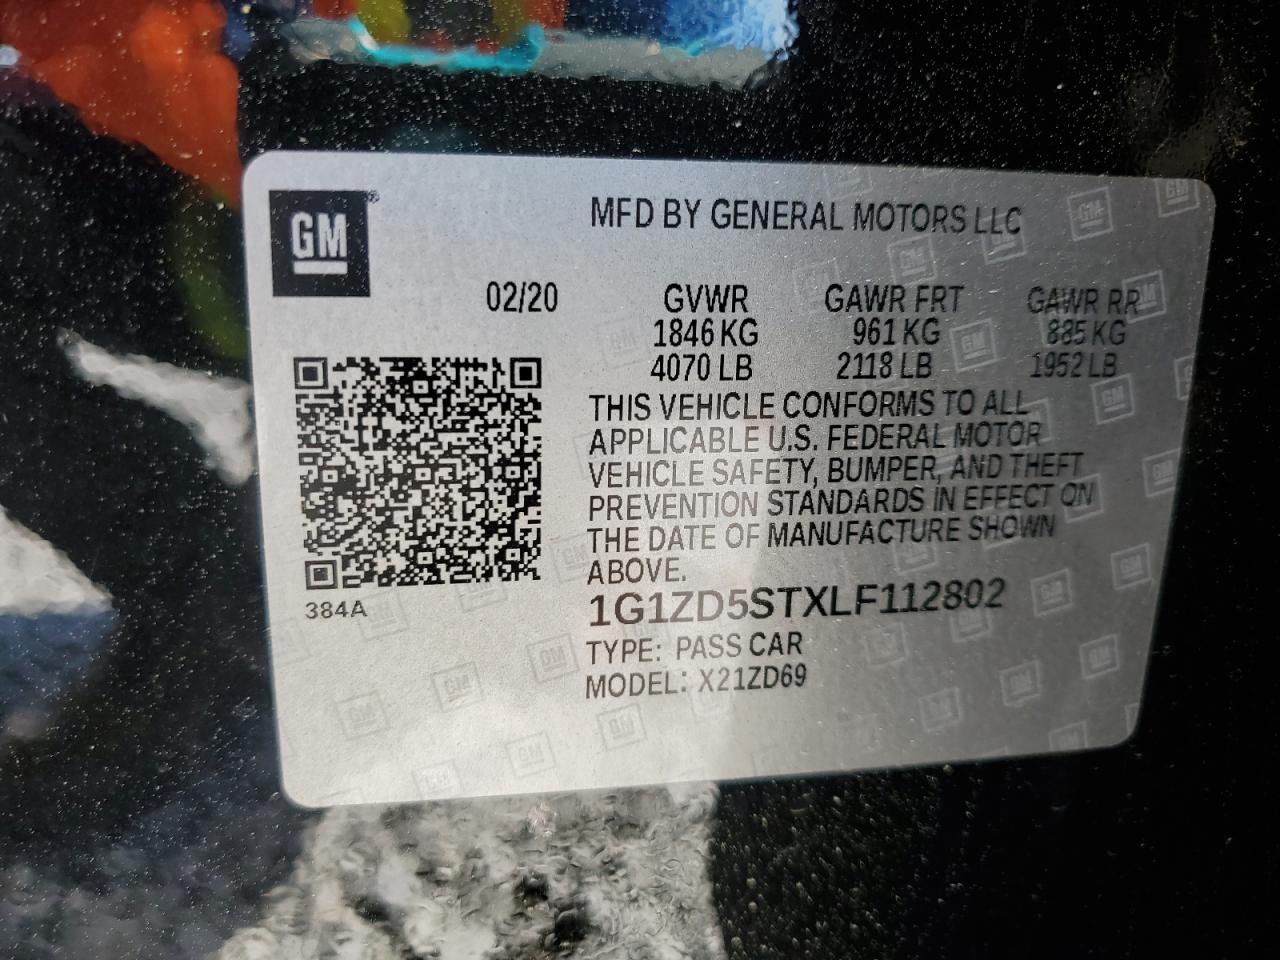 GM®
MFD BY GENERAL MOTORS LLC
02/20 GVWR GAWR FRT GAWR RR
1846 KG 961 KG 885 KG
4070 LB 2118 LB 1952 LB
THIS VEHICLE CONFORMS TO ALL
APPLICABLE U.S. FEDERAL MOTOR
VEHICLE SAFETY, BUMPER, AND THEFT
PREVENTION STANDARDS IN EFFECT ON
THE DATE OF MANUFACTURE SHOWN
ABOVE.
384A
1G1ZD5STXLF112802
TYPE: PASS CAR
MODEL: X21ZD69